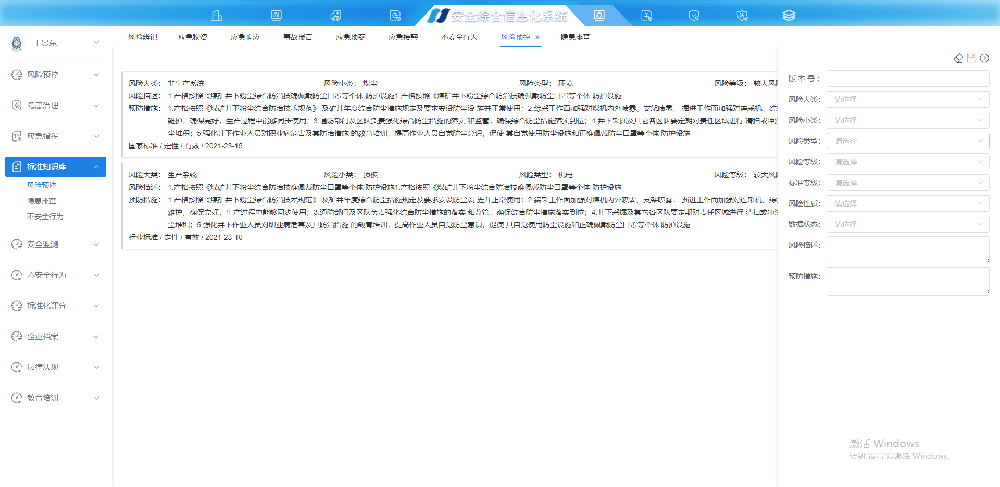 安全综合信息化系统
王景东
风险预控
隐患治理
应急指挥
标准知识库
风险预控
隐患排查
不安全行为
安全监测
不安全行为
标准化评分
企业档案
法律法规
教育培训
风险辨识 应急物资 应急响应 事故报告 应急预案 应急接警 不安全行为 风险预控 隐患排查
风险大类： 非生产系统 风险小类： 煤尘 风险类型： 环境 风险等级： 较大风
风险描述： 1.产格按照《煤矿井下粉尘综合防治技确佩戴防尘口罩等个体 防护设施1.产格按照《煤矿井下粉尘综合防治技确佩戴防尘口罩等个体 防护设施
预防措施： 1.产格按照《煤矿井下粉尘综合防治技术规范》 及矿井年度综合防尘措施规定及要求安设防尘设 旌并正常使用；2.綜采工作面加强对煤机内外喷雾、支架喷雾， 掘进工作而加强对连采机、综
雑护，确保完好，生产过程中能够同步使用；3.通防部门及区队负责强化综合防尘措施的落实 和监管，确保综合防尘措施落实到位；4.井下采掘及其它各区队要定期对责任区域进行 清扫或冲
尘堆积；5.强化井下作业人员对职业病危害及其防治措施 的敎育培训，提高作业人员自觉防尘意识，促使 其自觉使用防尘设施和正确佩戴防尘口罩等个体 防护设施
国家标准 / 定性 / 有效 / 2021-23-15
风险大类： 生产系统 风险小类： 顶板 风险类型： 机电 风险等级： 较大风
风险描述： 1.产格按照《煤矿井下粉尘综合防治技确佩戴防尘口罩等个体 防护设施1.产格按照《煤矿井下粉尘综合防治技确佩戴防尘口罩等个体 防护设施
预防措施： 1.产格按照《煤矿井下粉尘综合防治技术规范》 及矿井年度综合防尘措施规定及要求安设防尘设 旌并正常使用；2.綜采工作面加强对煤机内外喷雾、支架喷雾， 掘进工作而加强对连采机、综
雑护，确保完好，生产过程中能够同步使用；3.通防部门及区队负责强化综合防尘措施的落实 和监管，确保综合防尘措施落实到位；4.井下采掘及其它各区队要定期对责任区域进行 清扫或冲
尘堆积；5.强化井下作业人员对职业病危害及其防治措施 的敎育培训，提高作业人员自觉防尘意识，促使 其自觉使用防尘设施和正确佩戴防尘口罩等个体 防护设施
行业标准 / 定性 / 有效 / 2021-23-16
版 本 号：
风险大类： 请选择
风险小类： 请选择
风险类型： 请选择
风险等级： 请选择
标准等级： 请选择
风险性质： 请选择
数据状态： 请选择
风险描述：
预防措施：
激活 Windows
转到“设置”以激活 Windows。